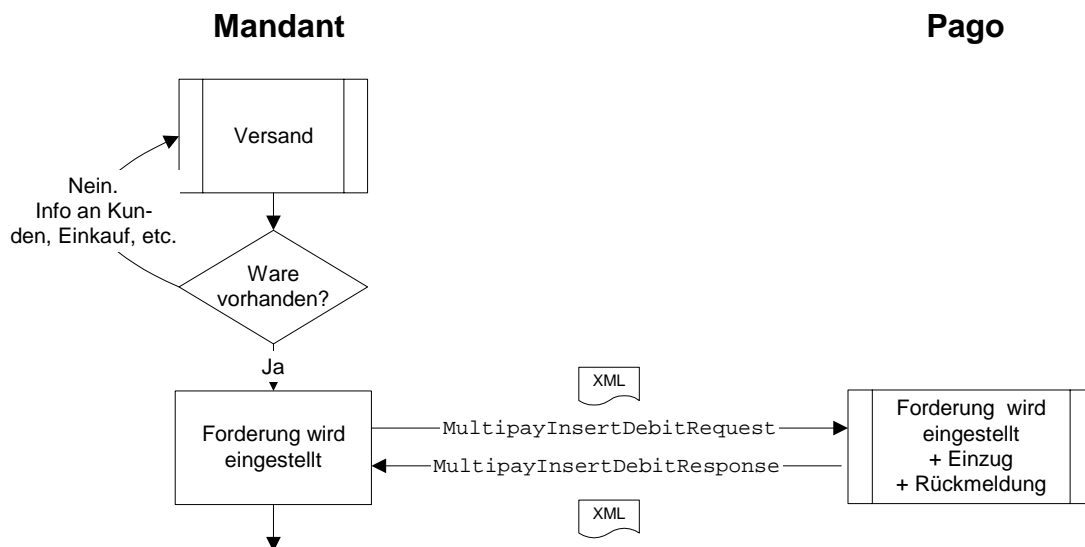 Mandant
Pago
Versand
Nein.
Info an Kun-
den, Einkauf, etc.
Ware
vorhanden?
Ja
XML
Forderung wird
eingestellt
MultipayInsertDebitRequest
MultipayInsertDebitResponse
XML
Forderung wird
eingestellt
+ Einzug
+ Rückmeldung